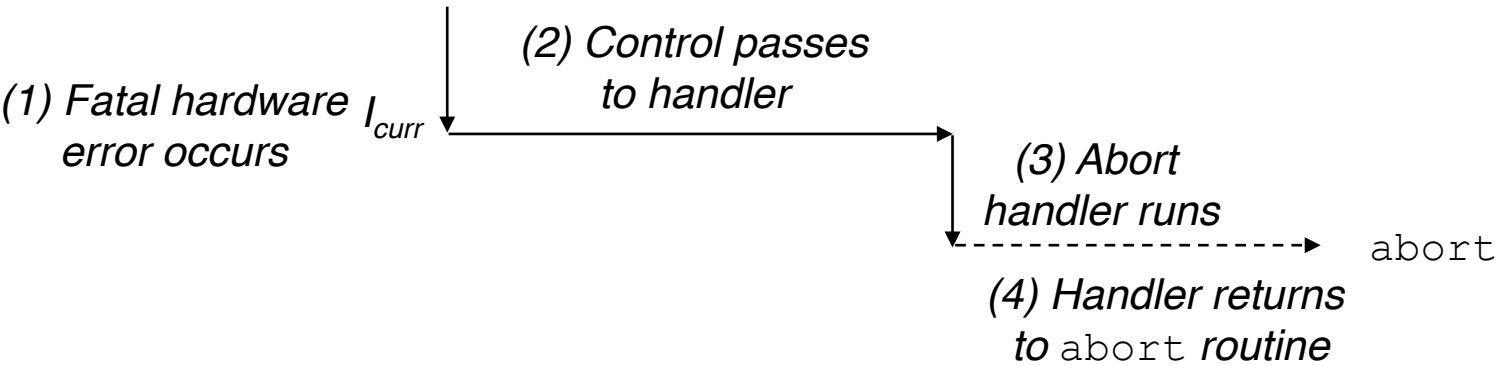 (1) Fatal hardware
error occurs
I_curr
(2) Control passes
to handler
(3) Abort
handler runs
abort
(4) Handler returns
to abort routine